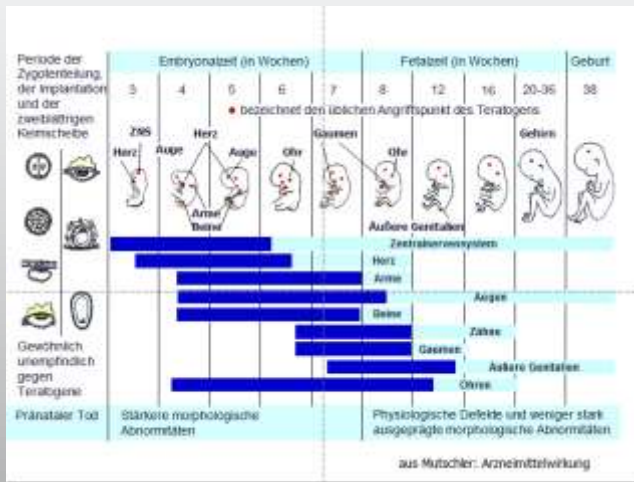 Periode der
Zygotenteilung,
der Implantation
und der
zweiblättrigen
Keimscheibe
Embryonalzeit (in Wochen)
Fetalzeit (in Wochen)
Geburt
3 4 5 6 7 8 12 16 20-36 38
• bezeichnet den üblichen Angriffspunkt des Teratogens
ZNS
Herz
Auge
Herz
Auge
Ohr
Gaumen
Ohr
Gehirn
Arme
Beine
Äußere Genitalien
Zentralnervensystem
Herz
Arme
Augen
Beine
Zähne
Gaumen
Äußere Genitalien
Ohren
Gewöhnlich
unempfindlich
gegen
Teratogene
Pränataler Tod
Stärkere morphologische
Abnormitäten
Physiologische Defekte und weniger stark
ausgeprägte morphologische Abnormitäten
aus Mutschler: Arzneimittelwirkung